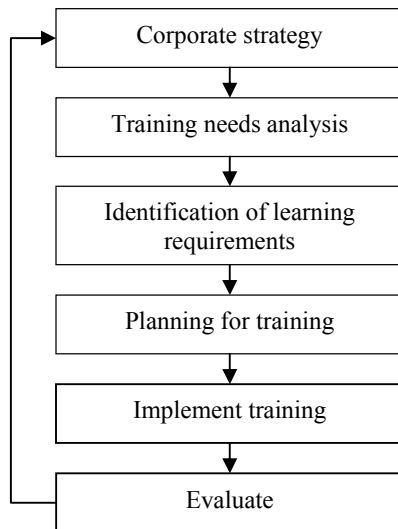 Corporate strategy
Training needs analysis
Identification of learning
requirements
Planning for training
Implement training
Evaluate